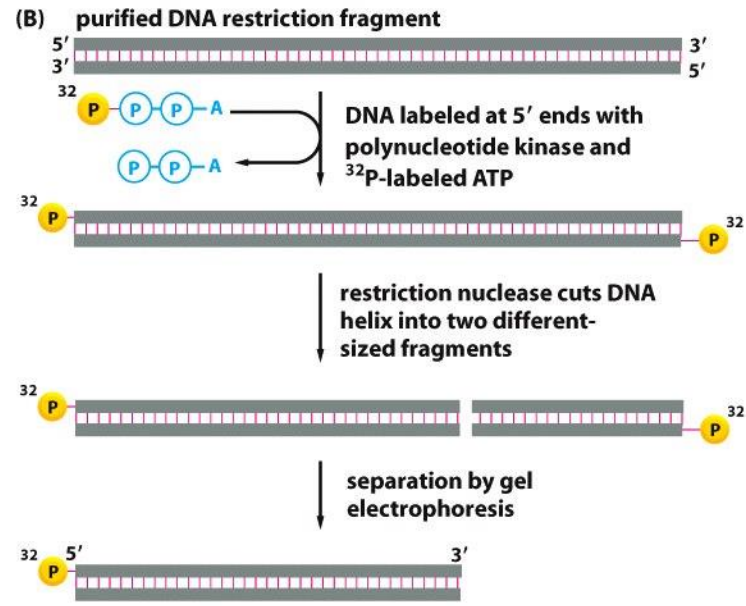 (B) purified DNA restriction fragment
5′ 3′
3′ 5′
32
P P P A
P P A
DNA labeled at 5′ ends with
polynucleotide kinase and
³²P-labeled ATP
32
P
P 32
restriction nuclease cuts DNA
helix into two different-
sized fragments
32
P
P 32
separation by gel
electrophoresis
32 P 5′ 3′